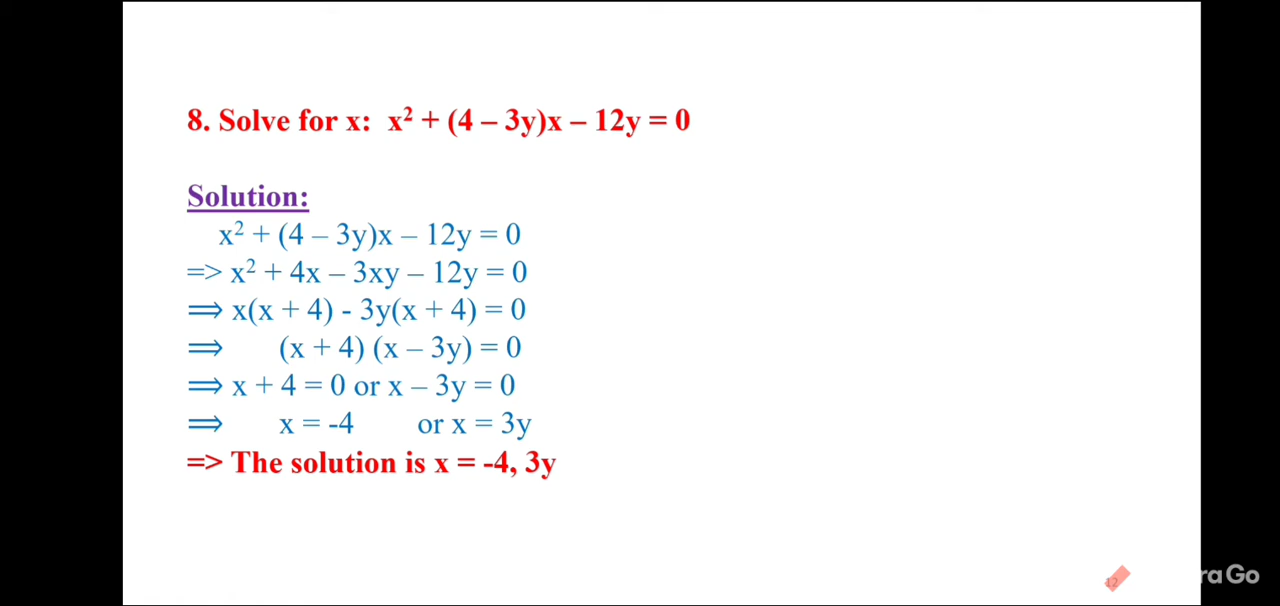 8. Solve for x: x² + (4 – 3y)x – 12y = 0
Solution:
x² + (4 – 3y)x – 12y = 0
=> x² + 4x – 3xy – 12y = 0
⟹ x(x + 4) - 3y(x + 4) = 0
⟹ (x + 4) (x – 3y) = 0
⟹ x + 4 = 0 or x – 3y = 0
⟹ x = -4 or x = 3y
=> The solution is x = -4, 3y
12
Go